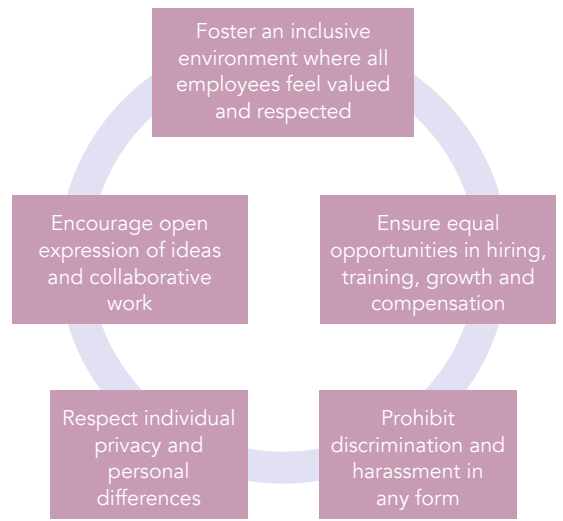 Foster an inclusive
environment where all
employees feel valued
and respected
Ensure equal
opportunities in hiring,
training, growth and
compensation
Prohibit
discrimination and
harassment in
any form
Respect individual
privacy and
personal
differences
Encourage open
expression of ideas
and collaborative
work